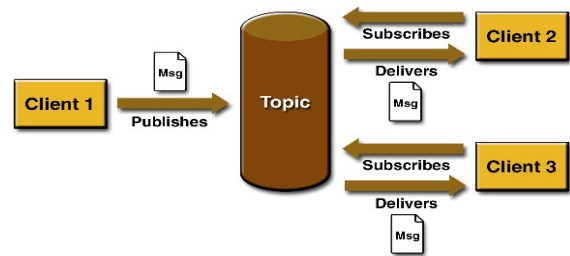 Msg
Client 1
Publishes
Topic
Subscribes
Client 2
Delivers
Msg
Subscribes
Client 3
Delivers
Msg